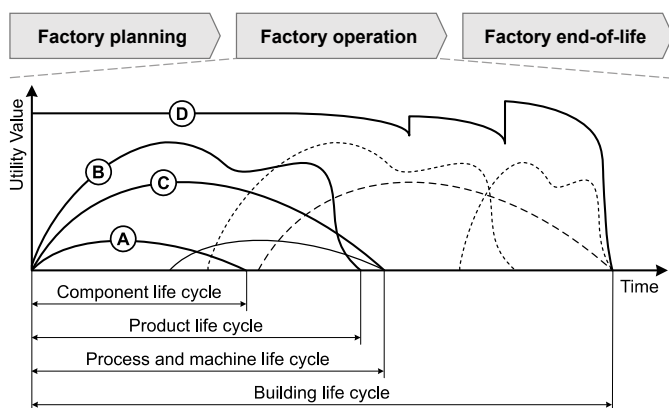 Factory planning
Factory operation
Factory end-of-life
Utility Value
D
B
C
A
Time
Component life cycle
Product life cycle
Process and machine life cycle
Building life cycle